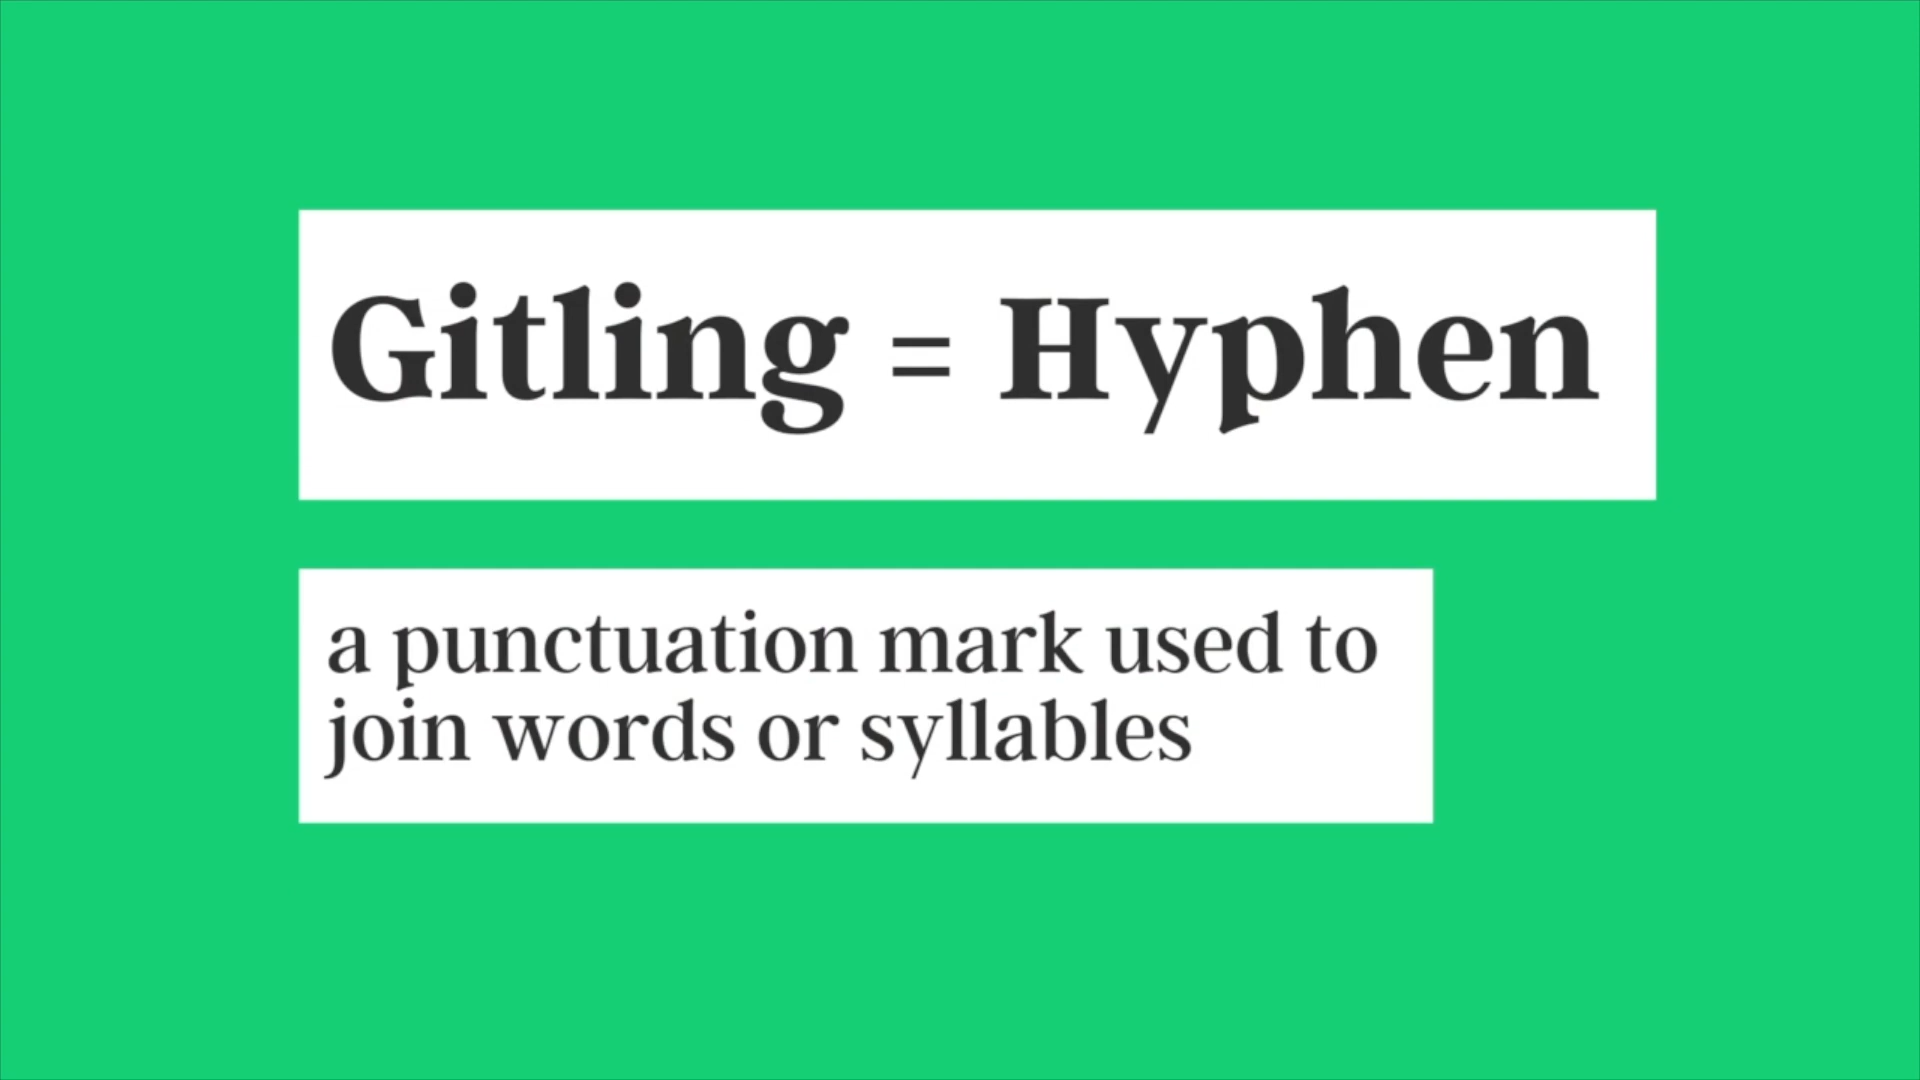 Gitling = Hyphen
a punctuation mark used to
join words or syllables